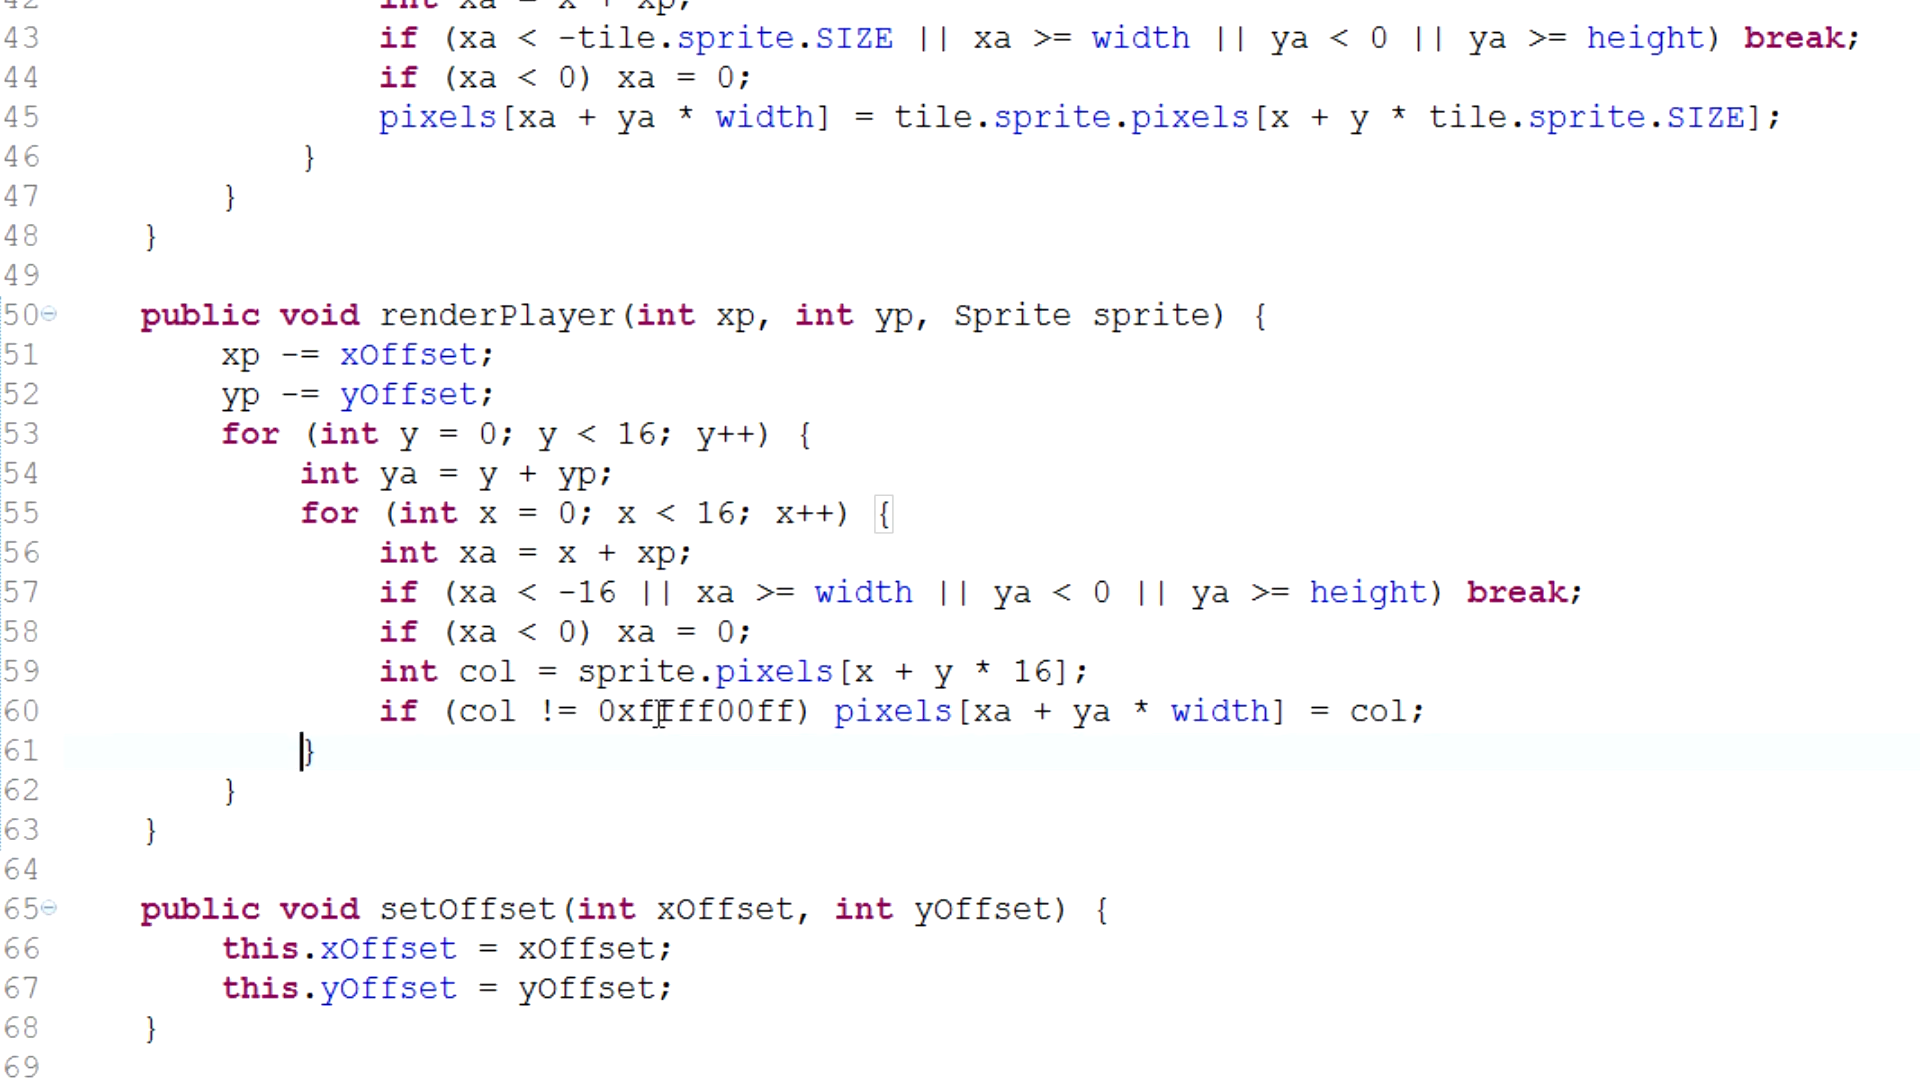 42 int xa = x + xp;
43 if (xa < -tile.sprite.SIZE || xa >= width || ya < 0 || ya >= height) break;
44 if (xa < 0) xa = 0;
45 pixels[xa + ya * width] = tile.sprite.pixels[x + y * tile.sprite.SIZE];
46 }
47 }
48 }
49
50 public void renderPlayer(int xp, int yp, Sprite sprite) {
51 xp -= xOffset;
52 yp -= yOffset;
53 for (int y = 0; y < 16; y++) {
54 int ya = y + yp;
55 for (int x = 0; x < 16; x++) {
56 int xa = x + xp;
57 if (xa < -16 || xa >= width || ya < 0 || ya >= height) break;
58 if (xa < 0) xa = 0;
59 int col = sprite.pixels[x + y * 16];
60 if (col != 0xffff00ff) pixels[xa + ya * width] = col;
61 }
62 }
63 }
64
65 public void setOffset(int xOffset, int yOffset) {
66 this.xOffset = xOffset;
67 this.yOffset = yOffset;
68 }
69